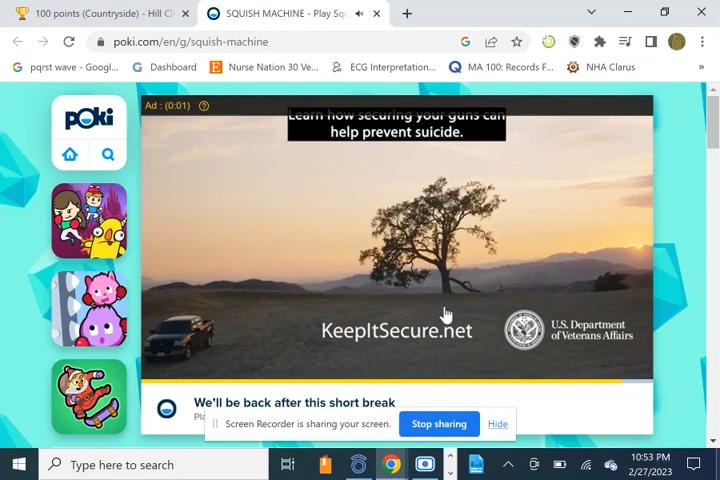 100 points (Countryside) - Hill Cl
SQUISH MACHINE - Play Squ
poki.com/en/g/squish-machine
pqrst wave - Googl...
Dashboard
Nurse Nation 30 Ve...
ECG Interpretation...
MA 100: Records F...
NHA Clarus
»
POKI
Ad : (0:01)
Learn how securing your guns can
help prevent suicide.
KeepItSecure.net
U.S. Department
of Veterans Affairs
We'll be back after this short break
Screen Recorder is sharing your screen.
Stop sharing
Hide
Type here to search
10:53 PM
2/27/2023